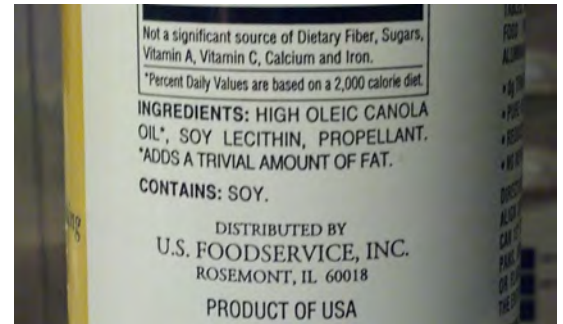 Not a significant source of Dietary Fiber, Sugars,
Vitamin A, Vitamin C, Calcium and Iron.
*Percent Daily Values are based on a 2,000 calorie diet.
INGREDIENTS: HIGH OLEIC CANOLA
OIL*, SOY LECITHIN, PROPELLANT.
*ADDS A TRIVIAL AMOUNT OF FAT.
CONTAINS: SOY.
DISTRIBUTED BY
U.S. FOODSERVICE, INC.
ROSEMONT, IL 60018
PRODUCT OF USA